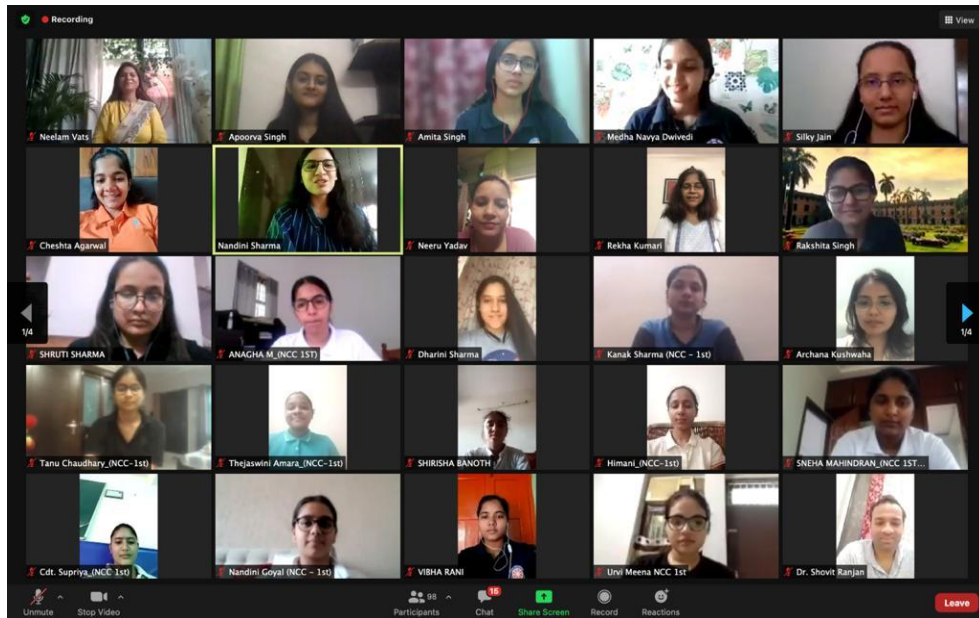 Recording
View
Neelam Vats
Apoorva Singh
Amita Singh
Medha Navya Dwivedi
Silky Jain
Cheshta Agarwal
Nandini Sharma
Neeru Yadav
Rekha Kumari
Rakshita Singh
1/4
1/4
SHRUTI SHARMA
ANAGHA M_(NCC 1ST)
Dharini Sharma
Kanak Sharma (NCC - 1st)
Archana Kushwaha
Tanu Chaudhary_(NCC-1st)
Thejaswini Amara_(NCC-1st)
SHIRISHA BANOTH
Himani_(NCC-1st)
SNEHA MAHINDRAN_(NCC 1ST...
Cdt. Supriya_(NCC 1st)
Nandini Goyal (NCC - 1st)
VIBHA RANI
Urvi Meena NCC 1st
Dr. Shovit Ranjan
98
15
Unmute
Stop Video
Participants
Chat
Share Screen
Record
Reactions
Leave